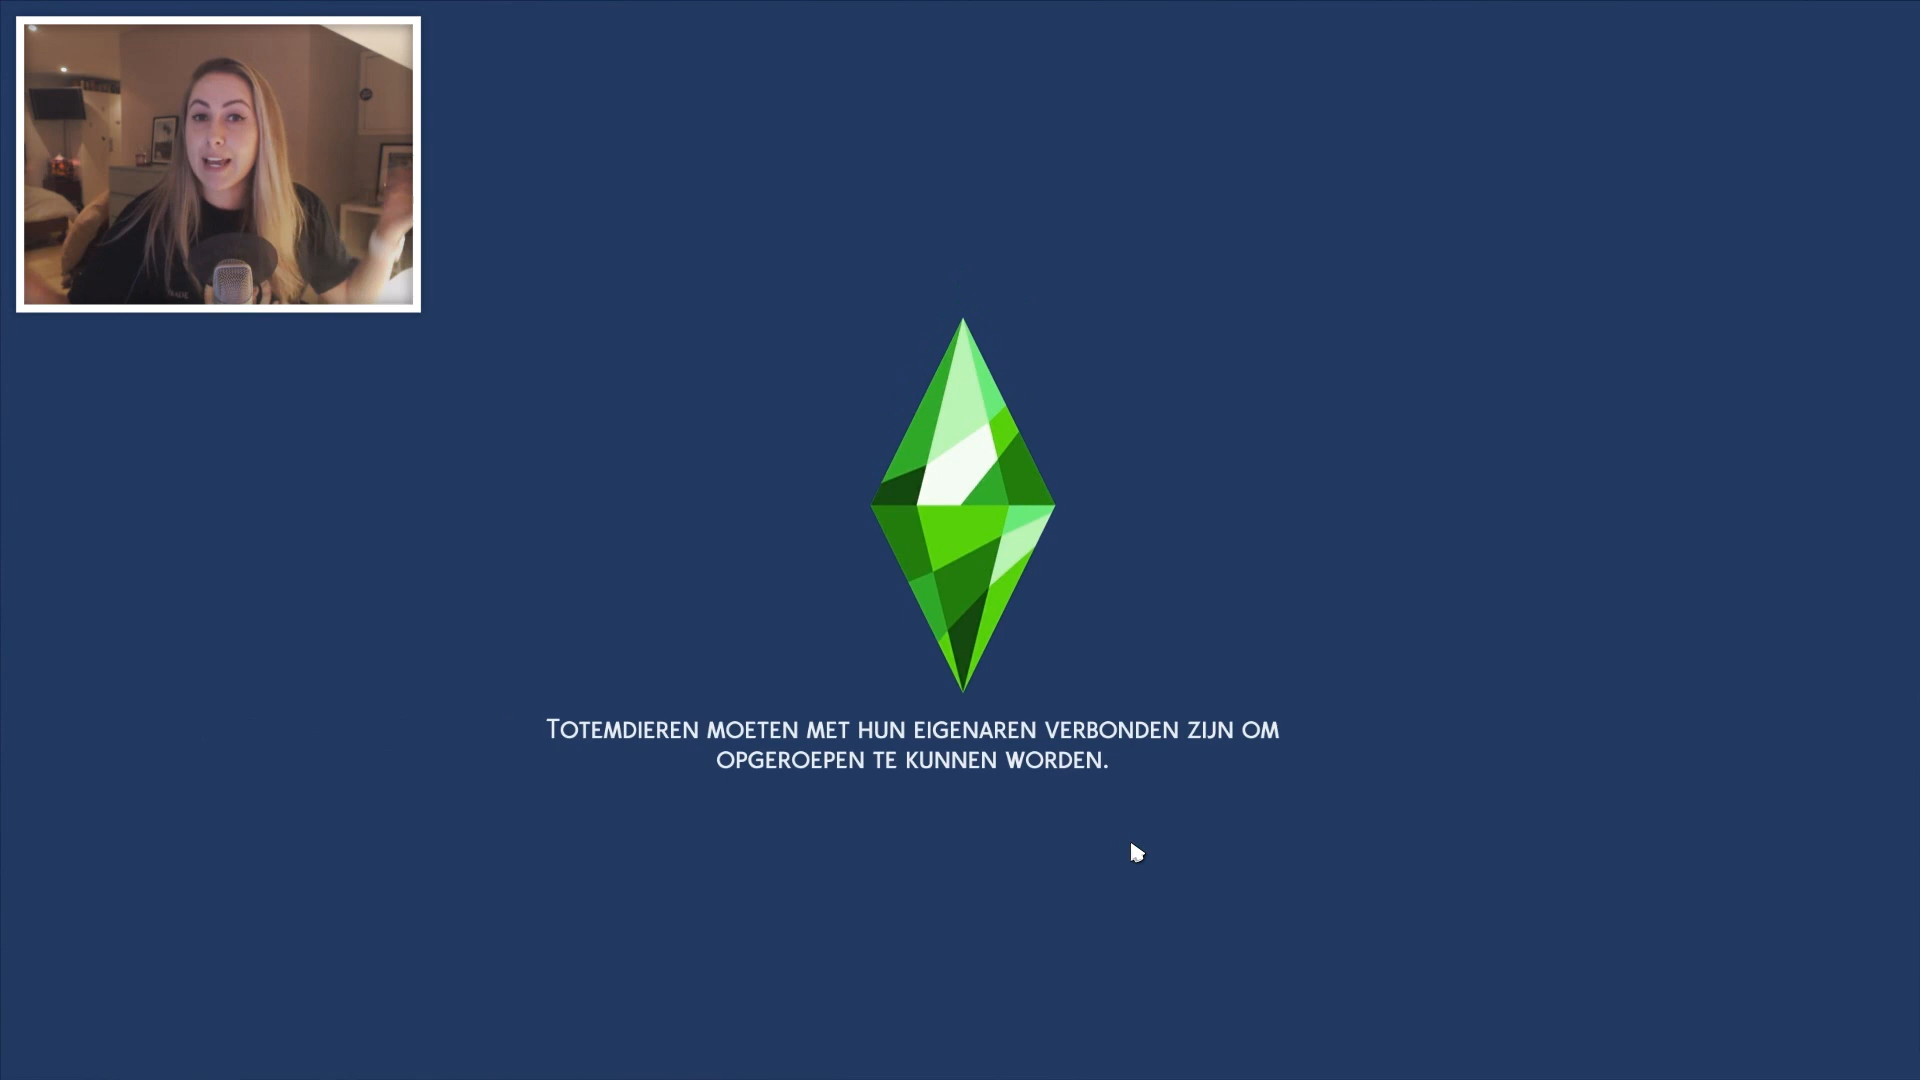 Totemdieren moeten met hun eigenaren verbonden zijn om
opgeroepen te kunnen worden.